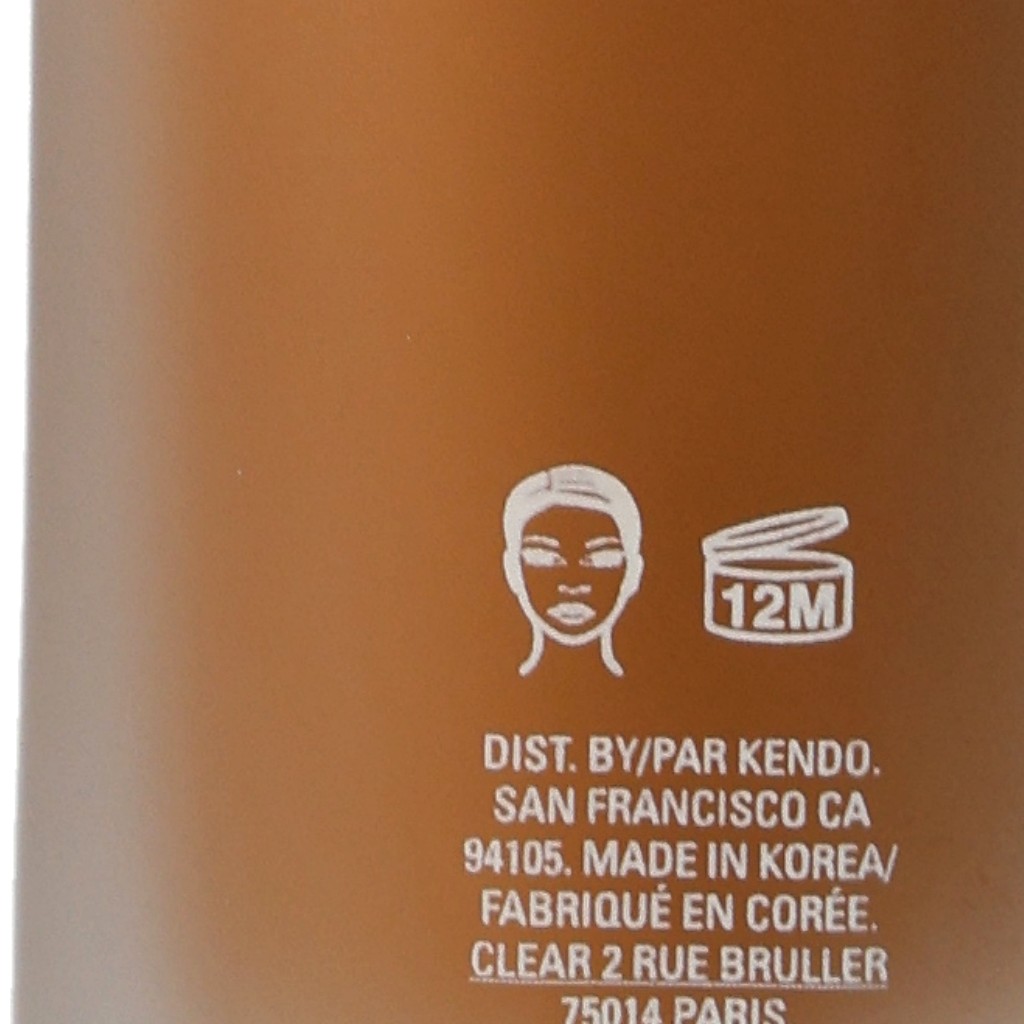 12M
DIST. BY/PAR KENDO.
SAN FRANCISCO CA
94105. MADE IN KOREA/
FABRIQUÉ EN CORÉE.
CLEAR 2 RUE BRULLER
75014 PARIS